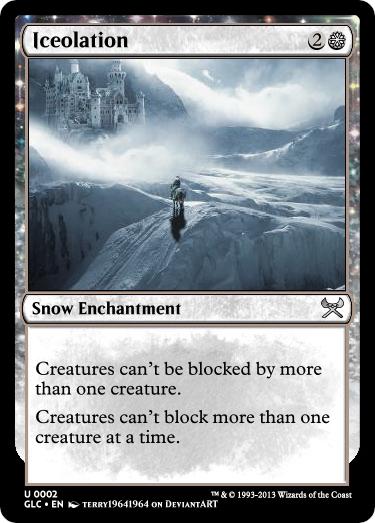 Iceolation 2
Snow Enchantment
Creatures can't be blocked by more
than one creature.
Creatures can't block more than one
creature at a time.
U 0002
™ & © 1993-2013 Wizards of the Coast
GLC • EN TERRY19641964 ON DEVIANTART